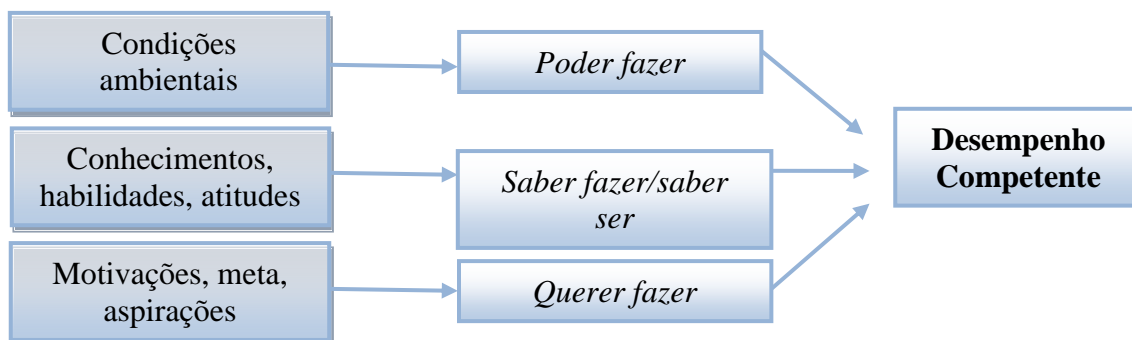 Condições
ambientais
Poder fazer
Conhecimentos,
habilidades, atitudes
Saber fazer/saber
ser
Motivações, meta,
aspirações
Querer fazer
Desempenho
Competente